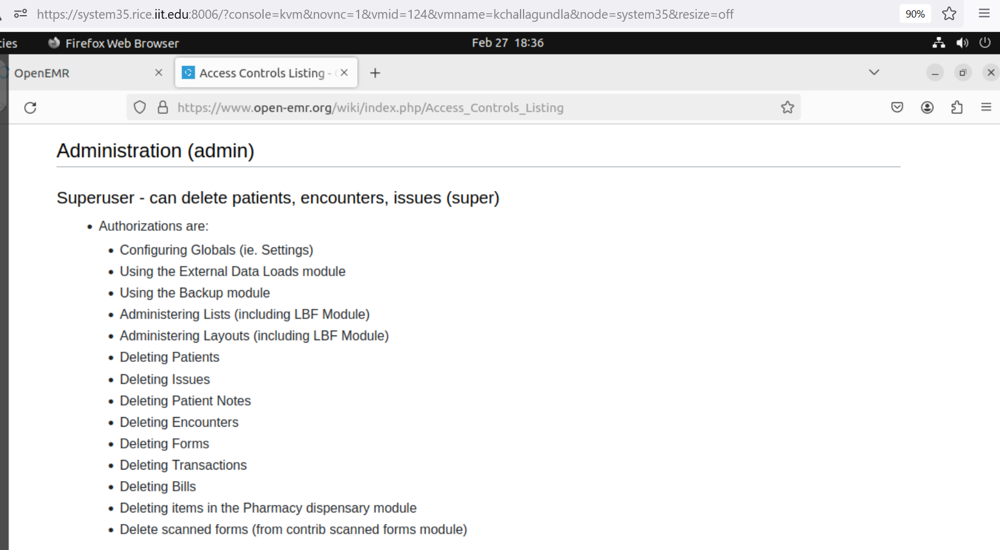 https://system35.rice.iit.edu:8006/?console=kvm&novnc=1&vmid=124&vmname=kchallagundla&node=system35&resize=off
90%
ties
Firefox Web Browser
Feb 27 18:36
OpenEMR
Access Controls Listing -
https://www.open-emr.org/wiki/index.php/Access_Controls_Listing
Administration (admin)
Superuser - can delete patients, encounters, issues (super)
• Authorizations are:
• Configuring Globals (ie. Settings)
• Using the External Data Loads module
• Using the Backup module
• Administering Lists (including LBF Module)
• Administering Layouts (including LBF Module)
• Deleting Patients
• Deleting Issues
• Deleting Patient Notes
• Deleting Encounters
• Deleting Forms
• Deleting Transactions
• Deleting Bills
• Deleting items in the Pharmacy dispensary module
• Delete scanned forms (from contrib scanned forms module)